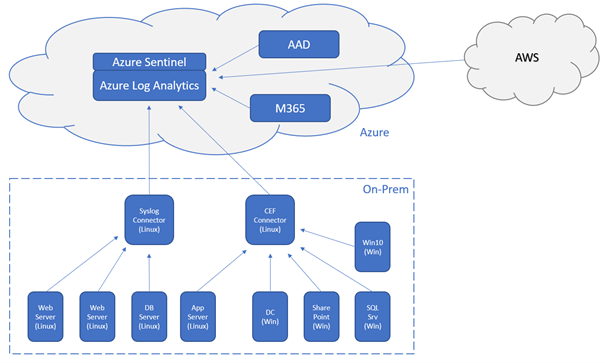 Azure Sentinel
Azure Log Analytics
AAD
M365
AWS
Azure
On-Prem
Syslog
Connector
(Linux)
CEF
Connector
(Linux)
Win10
(Win)
Web
Server
(Linux)
Web
Server
(Linux)
DB
Server
(Linux)
App
Server
(Linux)
DC
(Win)
Share
Point
(Win)
SQL
Srv
(Win)